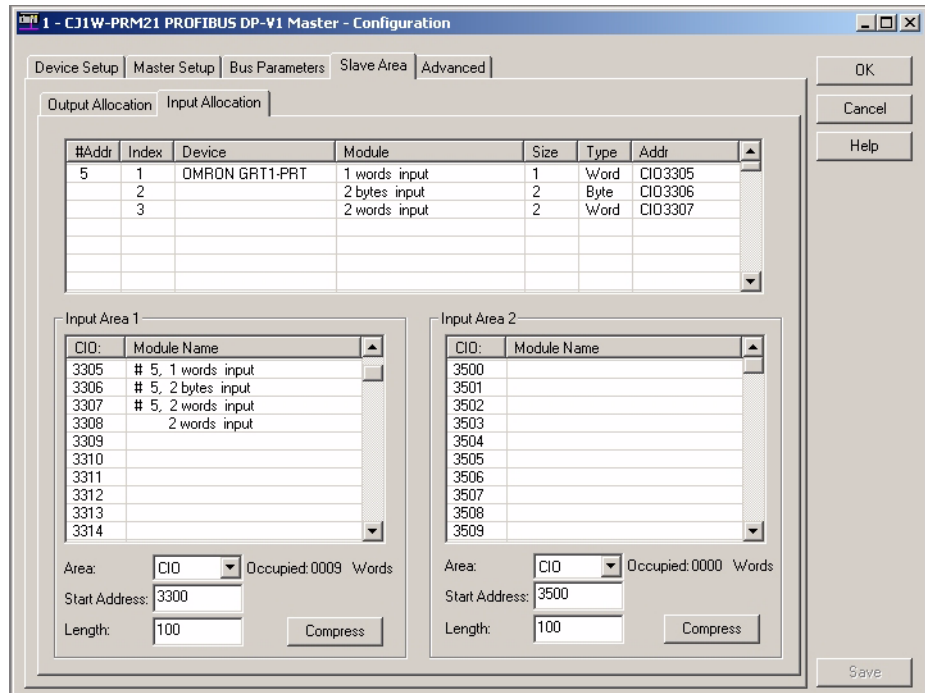 1 - CJ1W-PRM21 PROFIBUS DP-V1 Master - Configuration
Device Setup Master Setup Bus Parameters Slave Area Advanced
OK
Output Allocation Input Allocation
Cancel
Help
#Addr Index Device Module Size Type Addr
5 1 OMRON GRT1-PRT 1 words input 1 Word CIO3305
2 2 bytes input 2 Byte CIO3306
3 2 words input 2 Word CIO3307
Input Area 1
CIO: Module Name
3305 # 5, 1 words input
3306 # 5, 2 bytes input
3307 # 5, 2 words input
3308 2 words input
3309
3310
3311
3312
3313
3314
Area: CIO Occupied: 0009 Words
Start Address: 3300
Length: 100 Compress
Input Area 2
CIO: Module Name
3500
3501
3502
3503
3504
3505
3506
3507
3508
3509
Area: CIO Occupied: 0000 Words
Start Address: 3500
Length: 100 Compress
Save